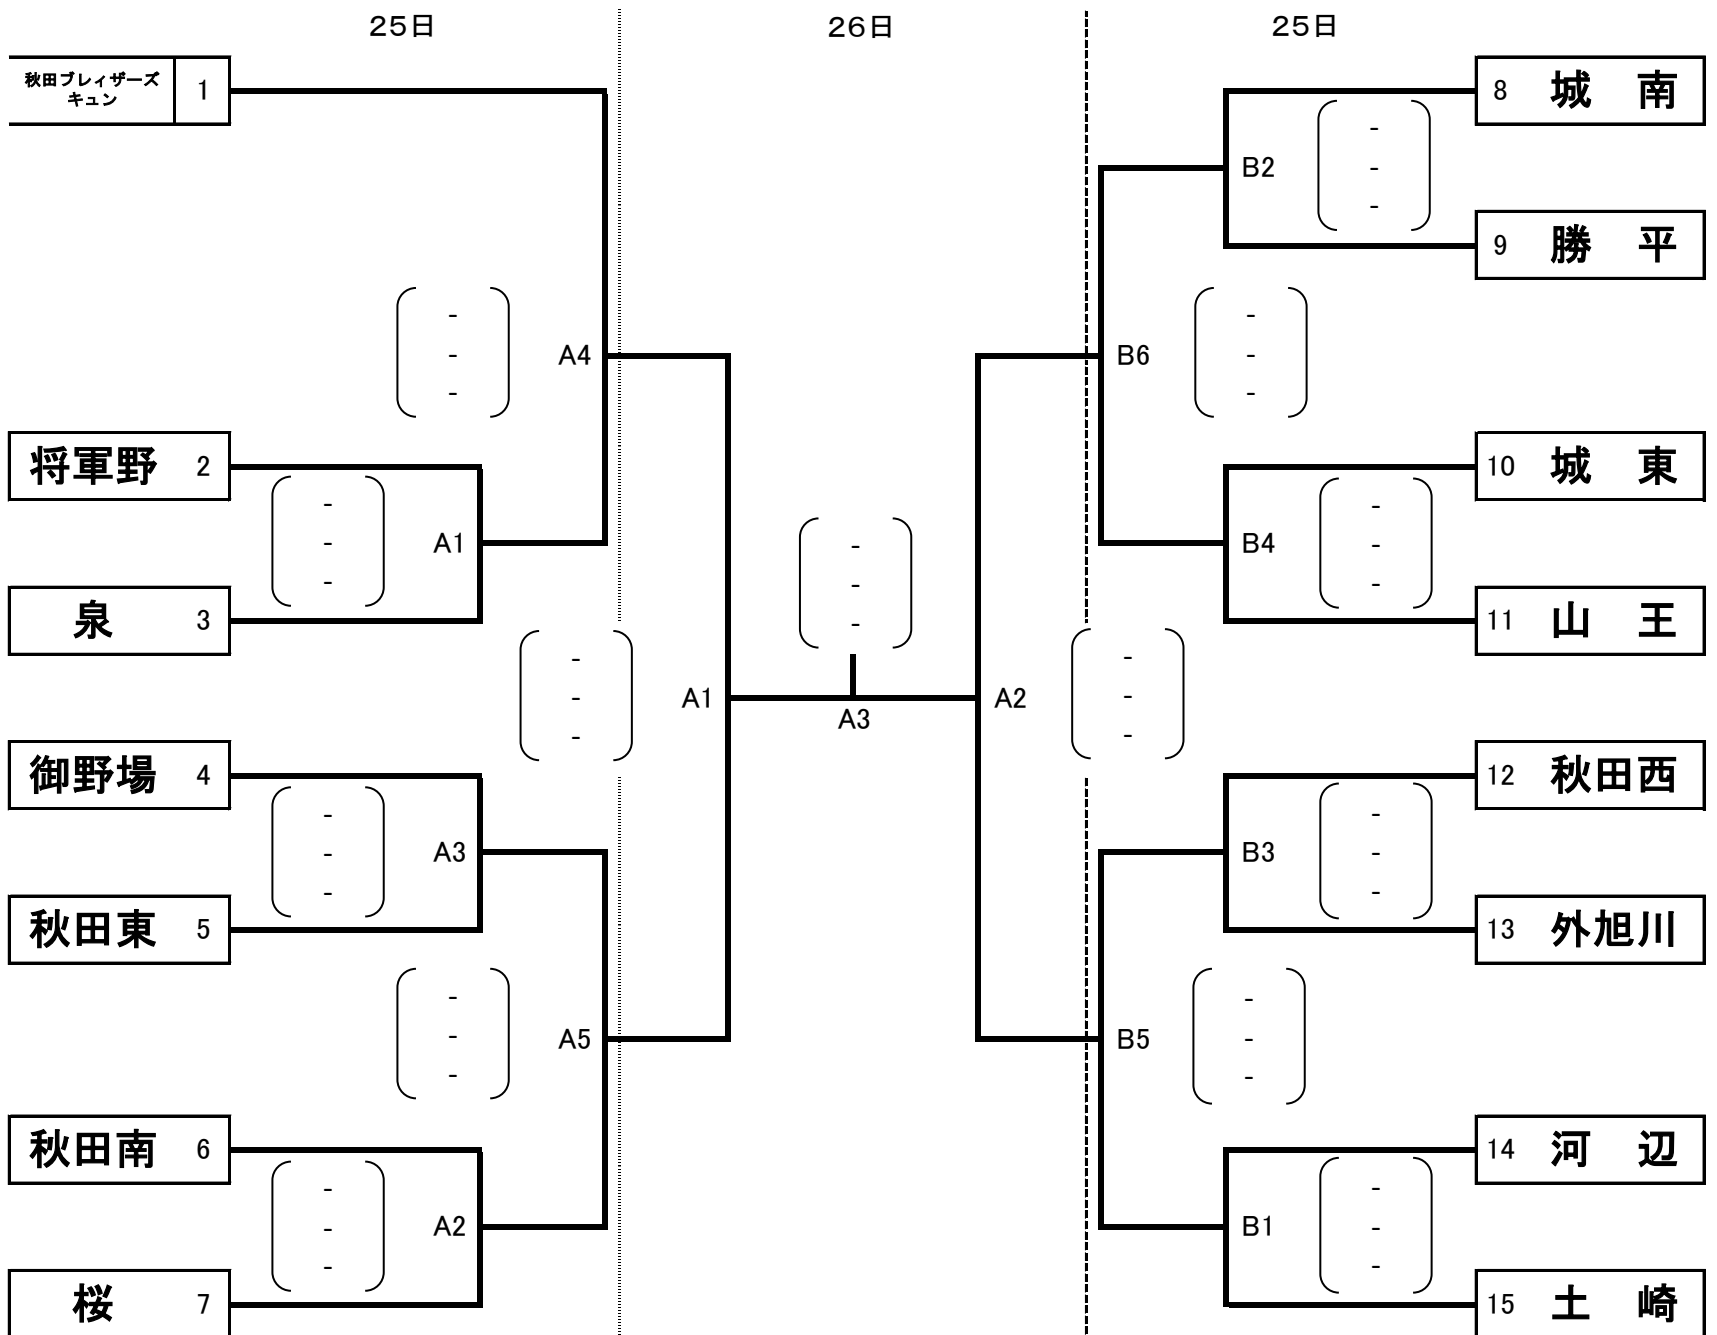 25日
26日
25日
秋田ブレィザーズ
キュン
1
8 城 南
-
-
-
B2
9 勝 平
-
-
-
A4
B6
-
-
-
将軍野 2
10 城 東
-
-
-
A1
-
-
-
B4
-
-
-
泉 3
11 山 王
-
-
-
A1
A3
A2
-
-
-
御野場 4
12 秋田西
-
-
-
A3
B3
-
-
-
秋田東 5
13 外旭川
-
-
-
A5
B5
-
-
-
秋田南 6
14 河 辺
-
-
-
A2
B1
-
-
-
桜 7
15 土 崎